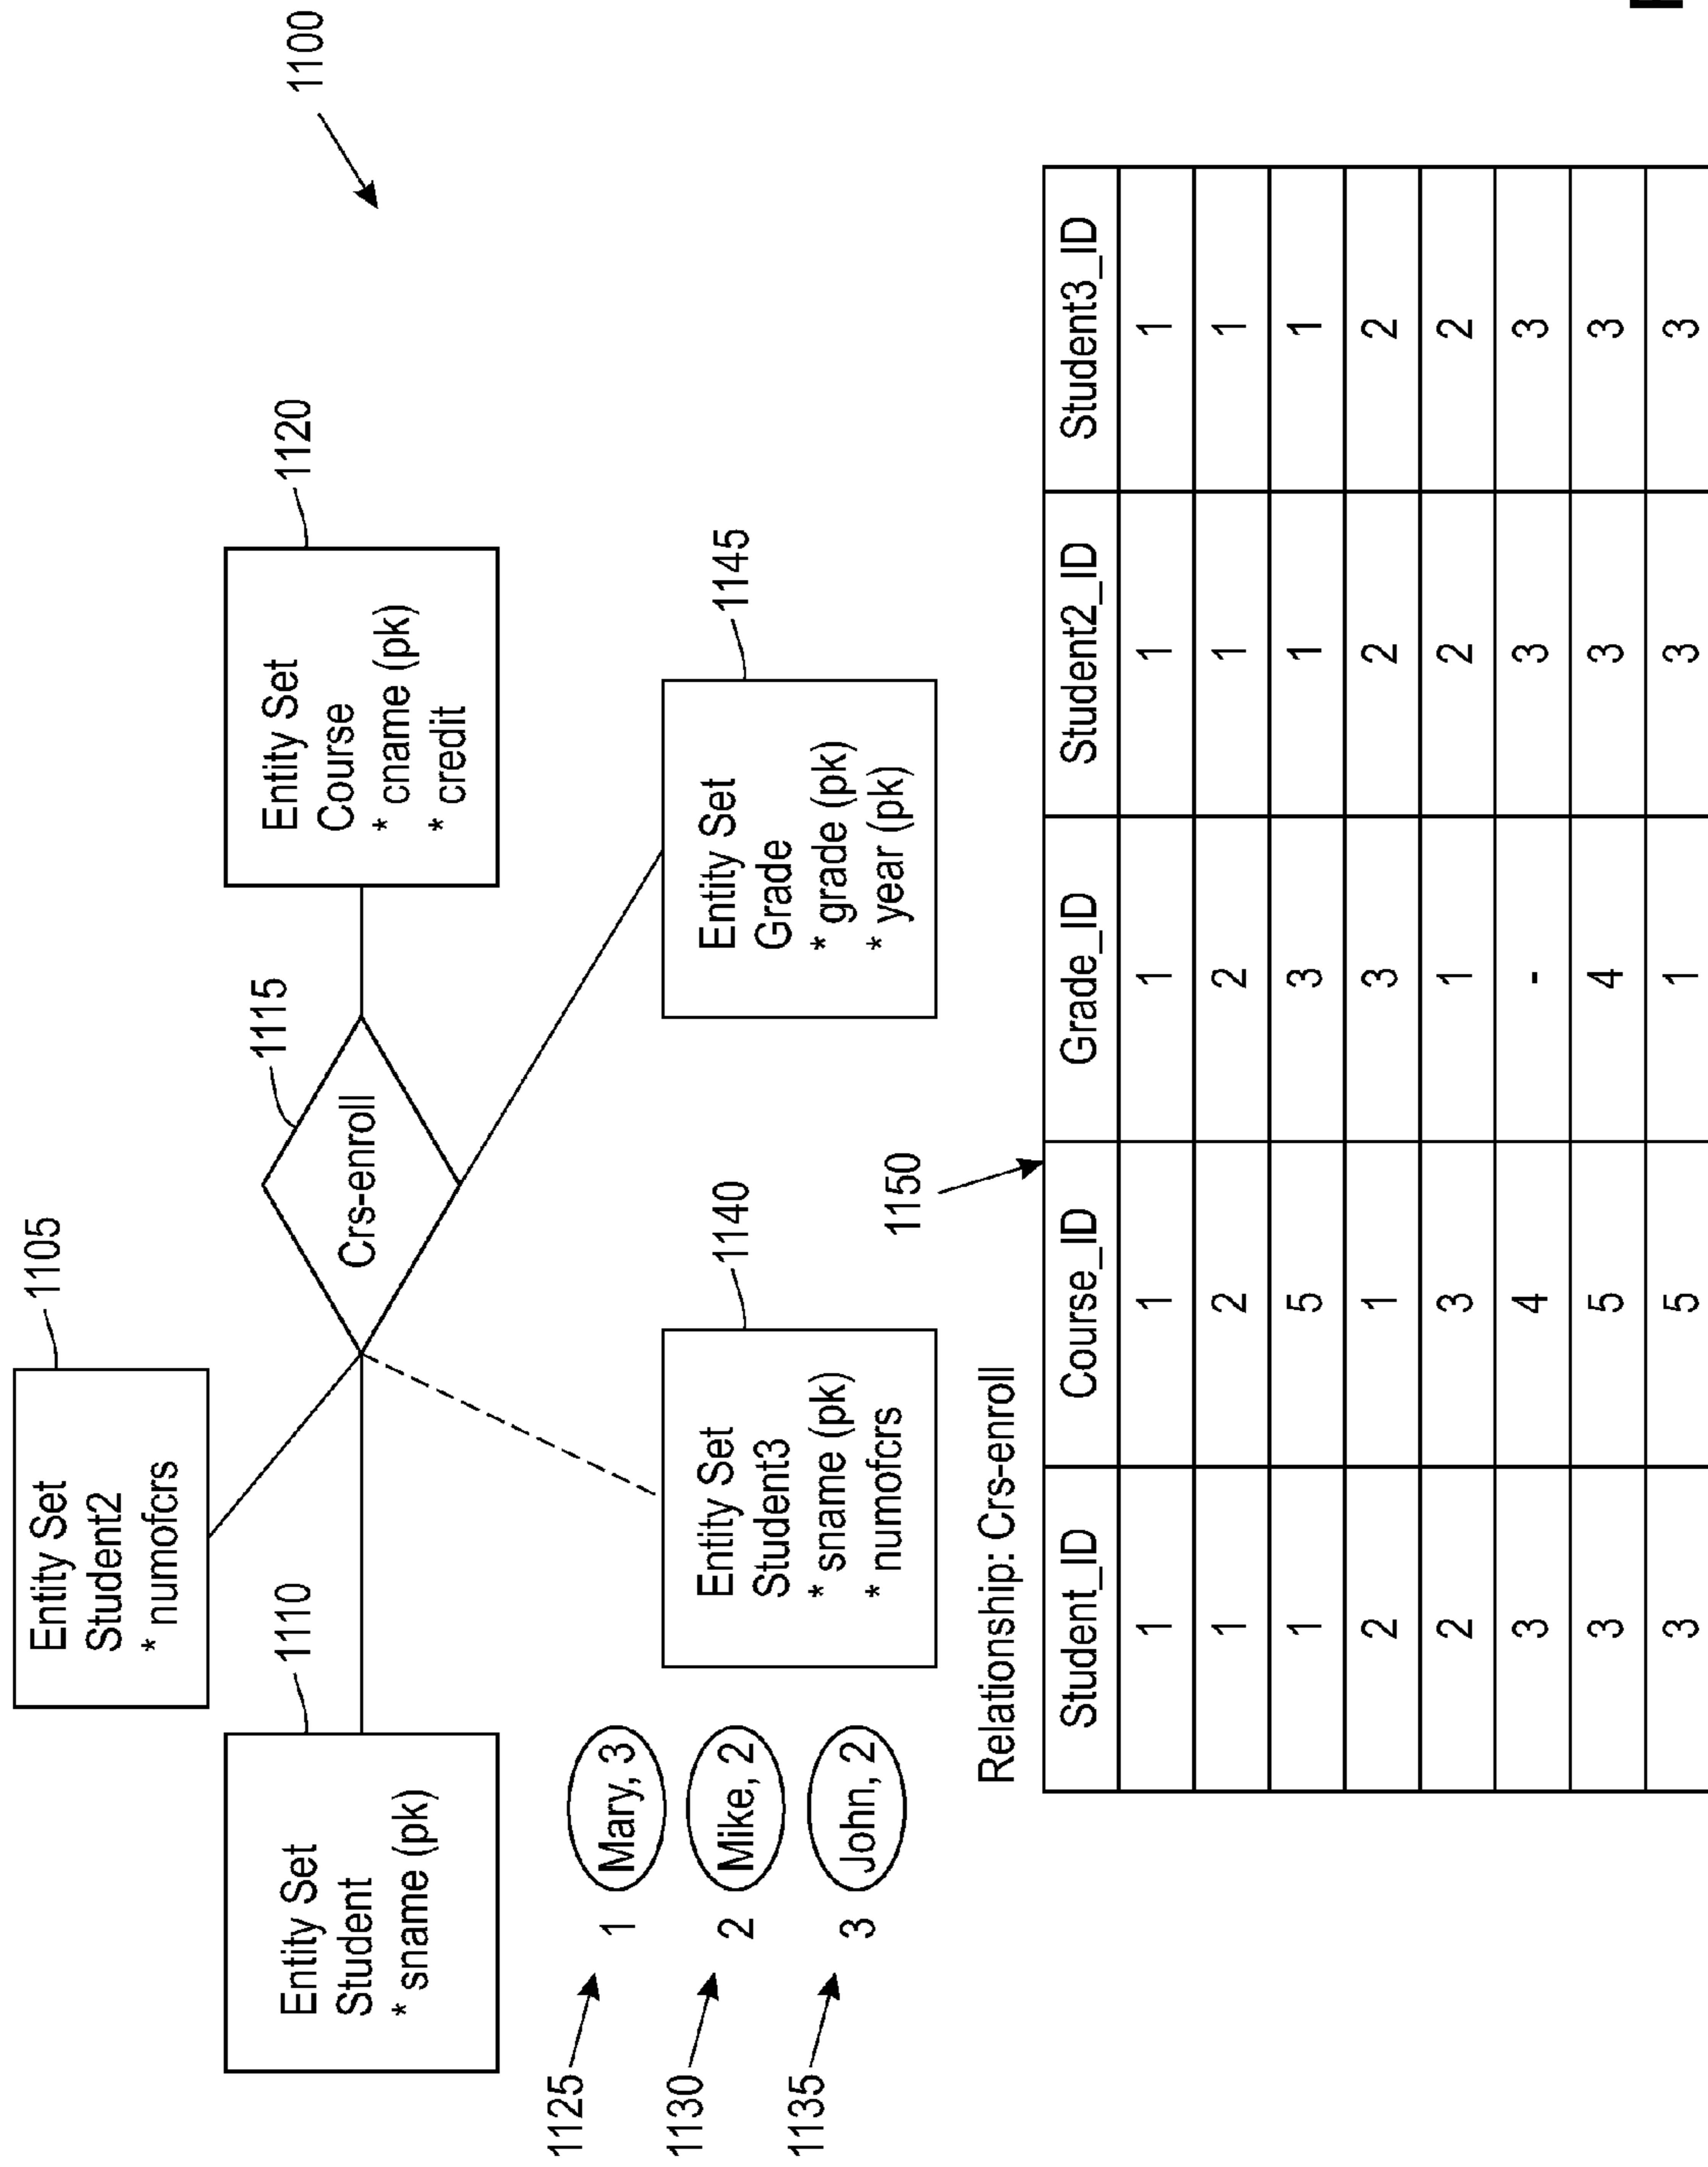 1100
1105
Entity Set
Student2
* numofcrs
1110
Entity Set
Student
* sname (pk)
1115
Crs-enroll
1120
Entity Set
Course
* cname (pk)
* credit
1125
1 Mary, 3
1130
2 Mike, 2
1135
3 John, 2
1140
Entity Set
Student3
* sname (pk)
* numofcrs
1145
Entity Set
Grade
* grade (pk)
* year (pk)
1150
Relationship: Crs-enroll
Student_ID Course_ID Grade_ID Student2_ID Student3_ID
1 1 1 1 1
1 2 2 1 1
1 5 3 1 1
2 1 3 2 2
2 3 1 2 2
3 4 - 3 3
3 5 4 3 3
3 5 1 3 3